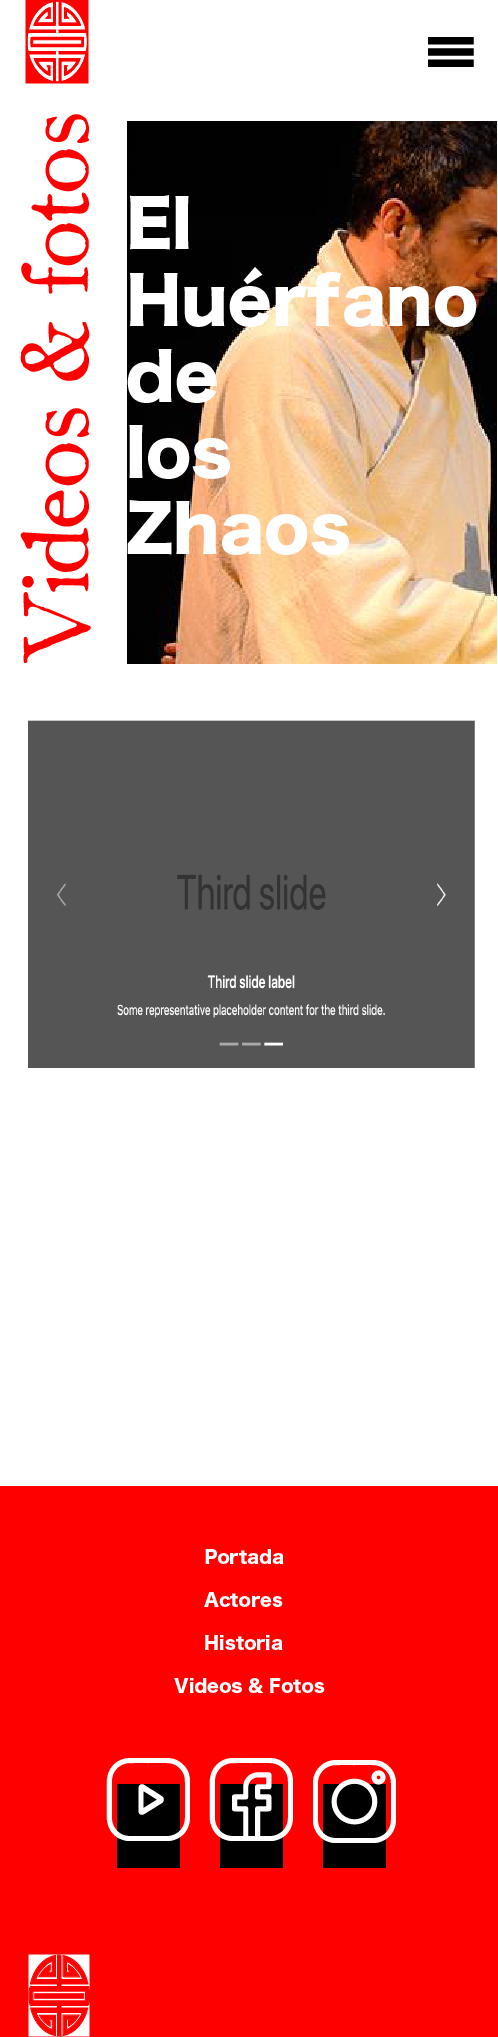 Videos & fotos
El
Huérfano
de
los
Zhaos
Third slide
Third slide label
Some representative placeholder content for the third slide.
Portada
Actores
Historia
Videos & Fotos